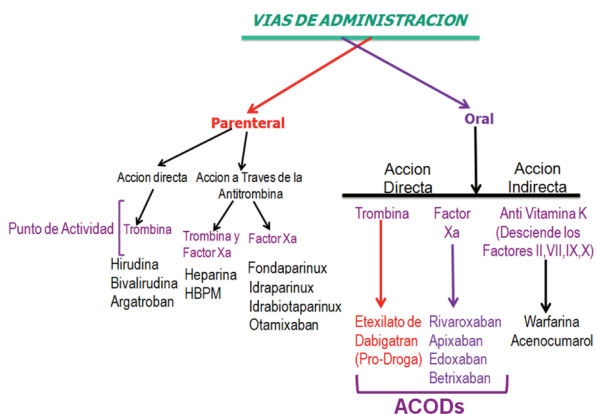 VIAS DE ADMINISTRACION
Parenteral
Oral
Accion directa
Accion a Traves de la
Antitrombina
Accion
Directa
Accion
Indirecta
Punto de Actividad
Trombina
Hirudina
Bivalirudina
Argatroban
Trombina y
Factor Xa
Heparina
HBPM
Factor Xa
Fondaparinux
Idraparinux
Idrabiotaparinux
Otamixaban
Trombina
Factor
Xa
Anti Vitamina K
(Desciende los
Factores II,VII,IX,X)
Etexilato de
Dabigatran
(Pro-Droga)
Rivaroxaban
Apixaban
Edoxaban
Betrixaban
Warfarina
Acenocumarol
ACODs